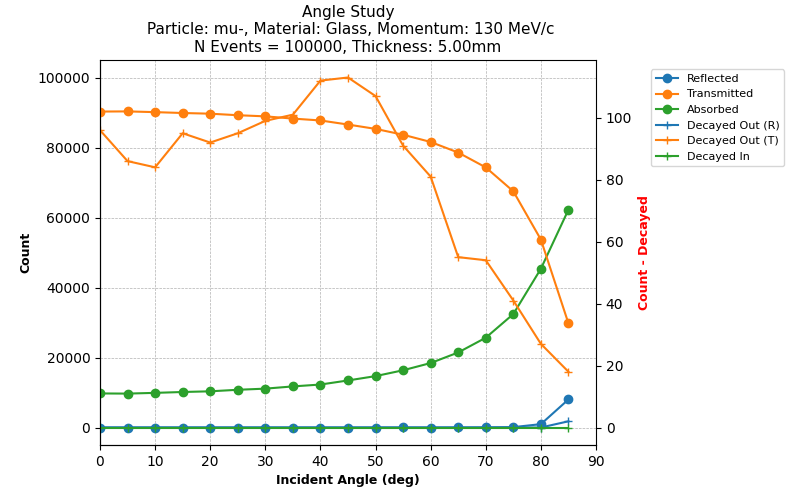 Angle Study
Particle: mu-, Material: Glass, Momentum: 130 MeV/c
N Events = 100000, Thickness: 5.00mm
100000
80000
60000
40000
20000
0
Count
0 10 20 30 40 50 60 70 80 90
Incident Angle (deg)
100
80
60
40
20
0
Count - Decayed
Reflected
Transmitted
Absorbed
Decayed Out (R)
Decayed Out (T)
Decayed In